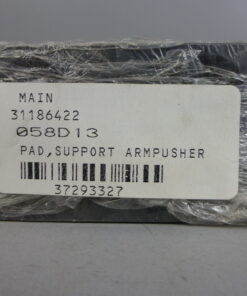 MAIN
31186422
058D13
PAD,SUPPORT ARMPUSHER
37293327